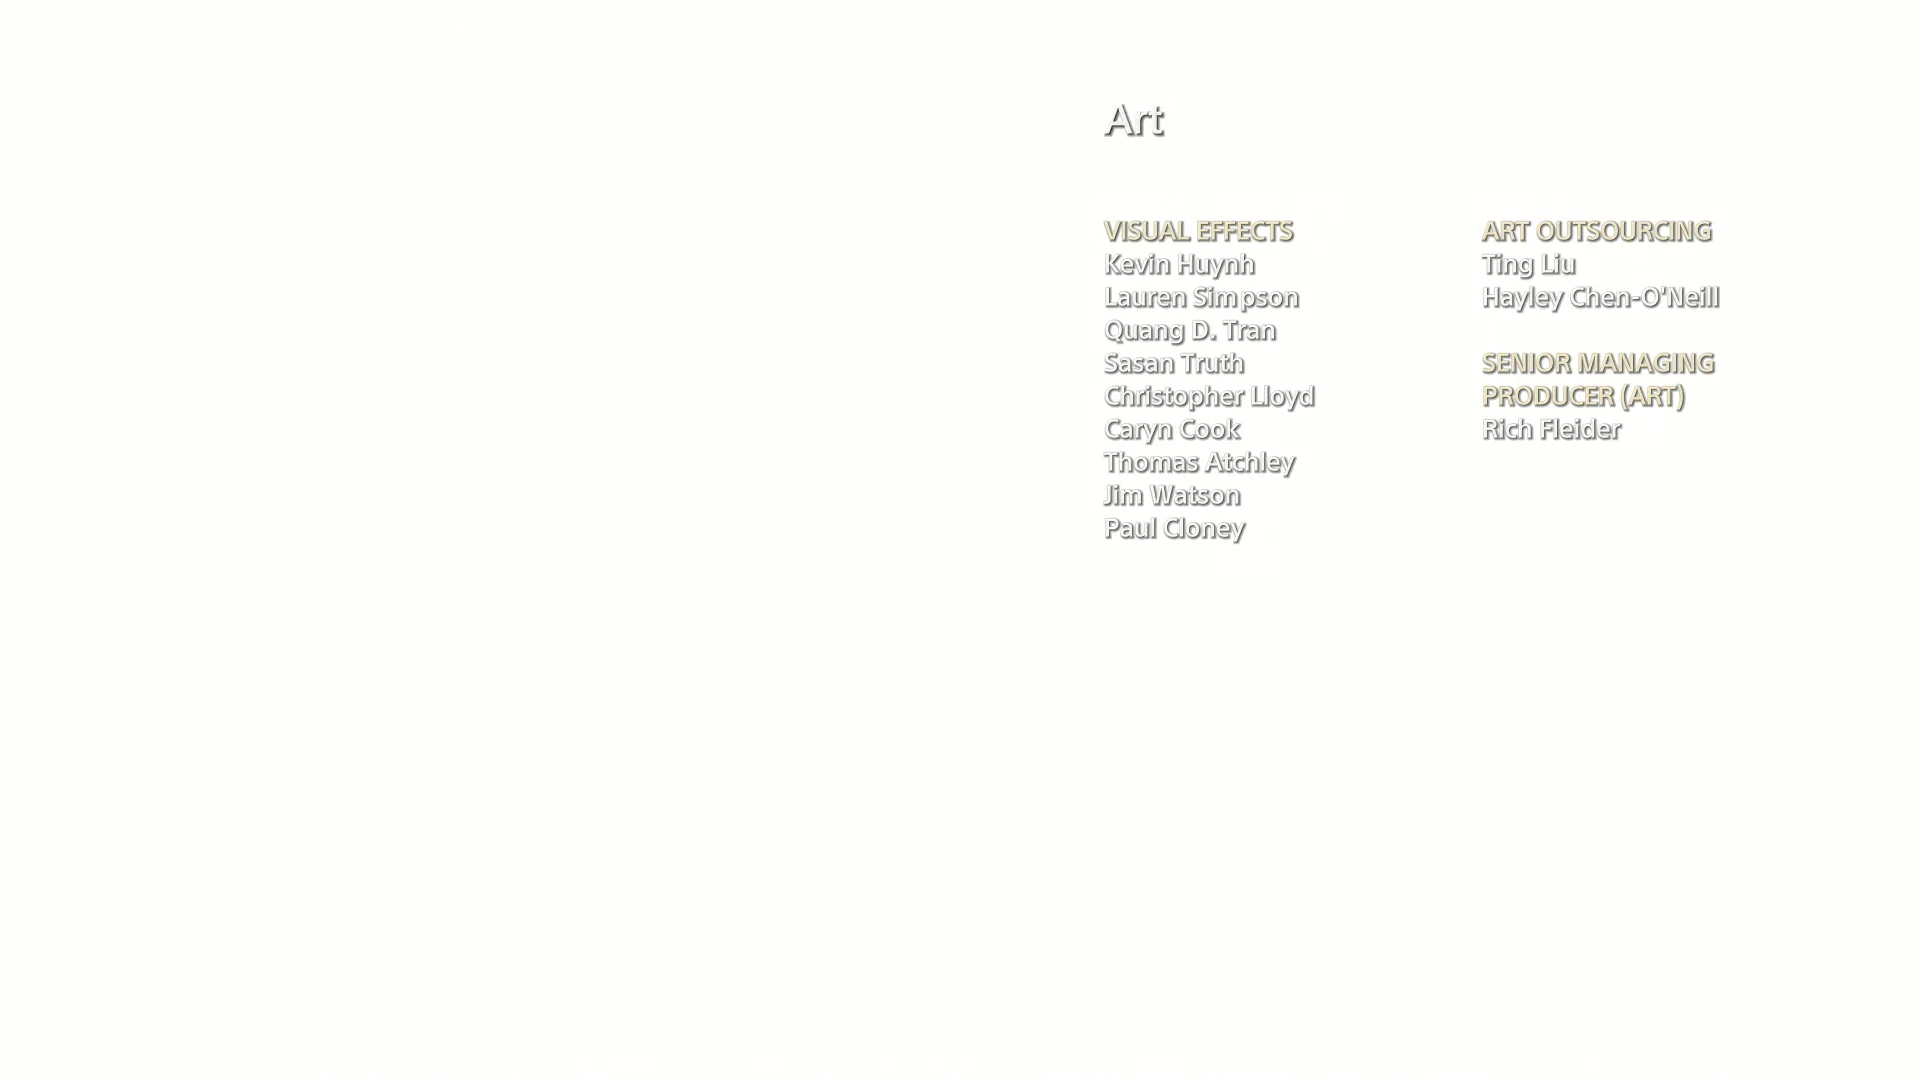 Art
VISUAL EFFECTS
Kevin Huynh
Lauren Simpson
Quang D. Tran
Sasan Truth
Christopher Lloyd
Caryn Cook
Thomas Atchley
Jim Watson
Paul Cloney
ART OUTSOURCING
Ting Liu
Hayley Chen-O'Neill
SENIOR MANAGING
PRODUCER (ART)
Rich Fleider